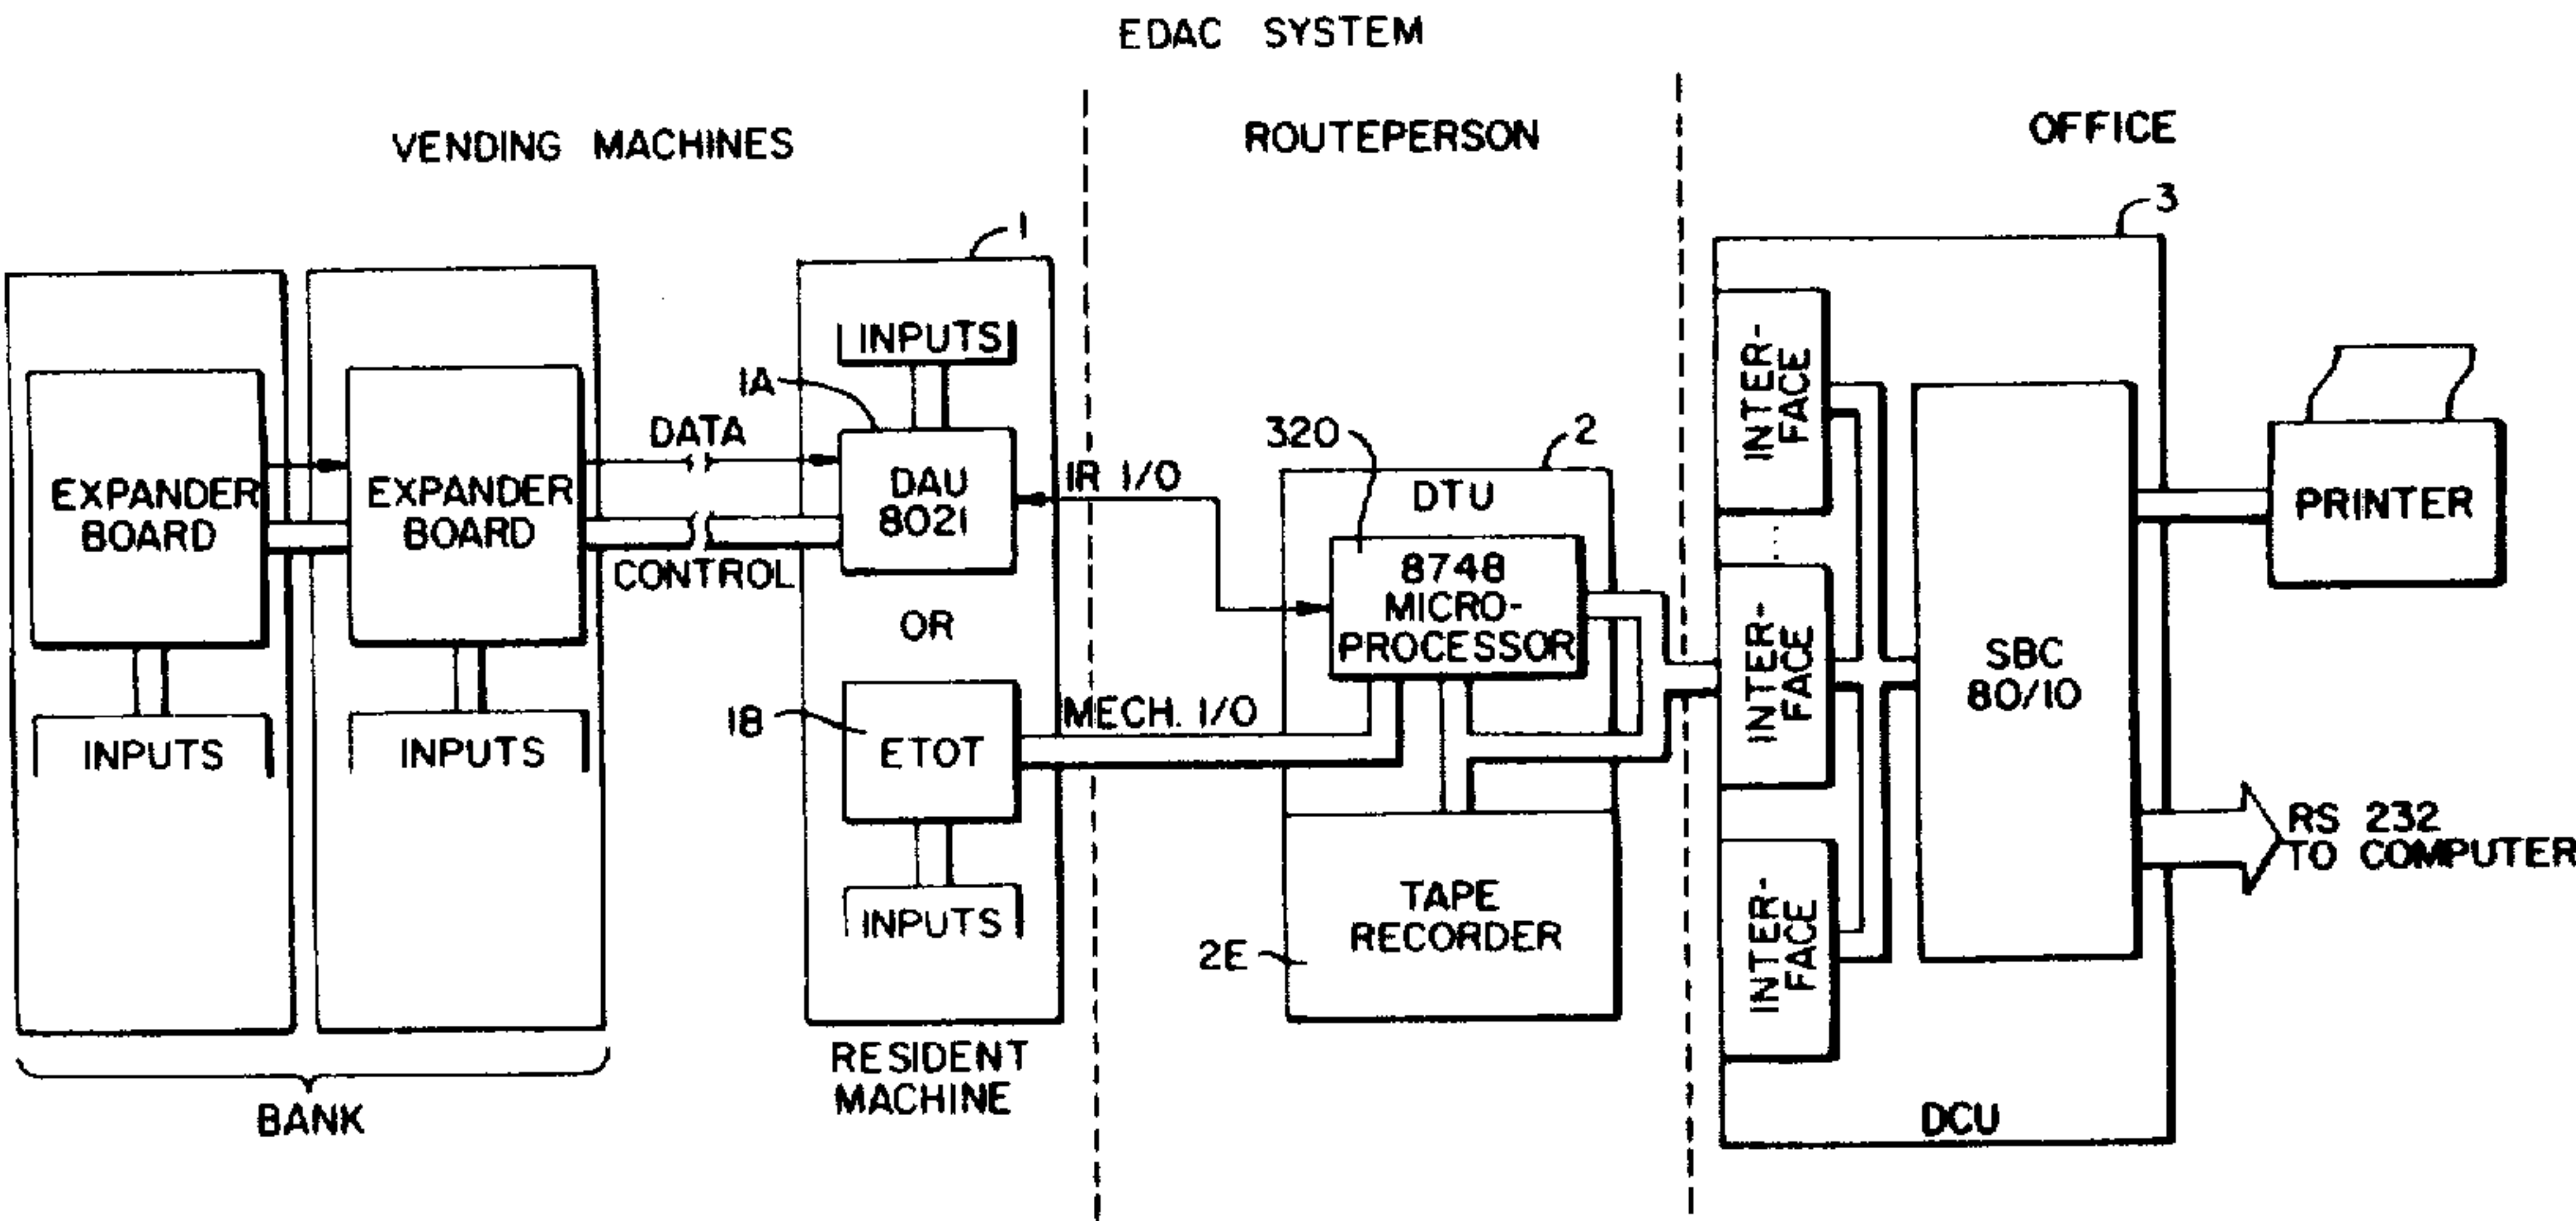 EDAC SYSTEM
VENDING MACHINES
ROUTEPERSON
OFFICE
EXPANDER
BOARD
INPUTS
EXPANDER
BOARD
INPUTS
BANK
DATA
CONTROL
1
INPUTS
1A
DAU
8021
OR
1B
ETOT
INPUTS
RESIDENT
MACHINE
IR I/O
MECH. I/O
320
2
DTU
8748
MICRO-
PROCESSOR
TAPE
RECORDER
2E
3
INTER-
FACE
INTER-
FACE
INTER-
FACE
SBC
80/10
DCU
PRINTER
RS 232
TO COMPUTER